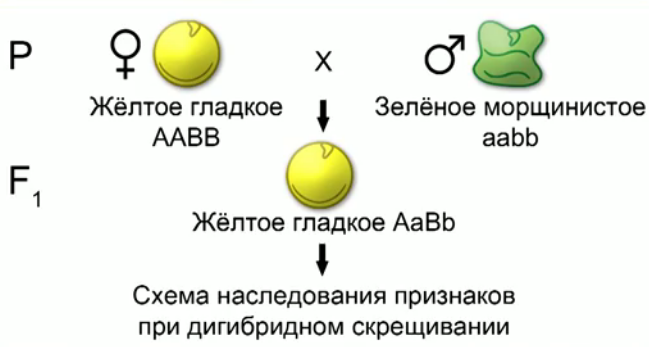 P ♀ x ♂
Жёлтое гладкое Зелёное морщинистое
AABB aabb
F1
Жёлтое гладкое AaBb
Схема наследования признаков
при дигибридном скрещивании